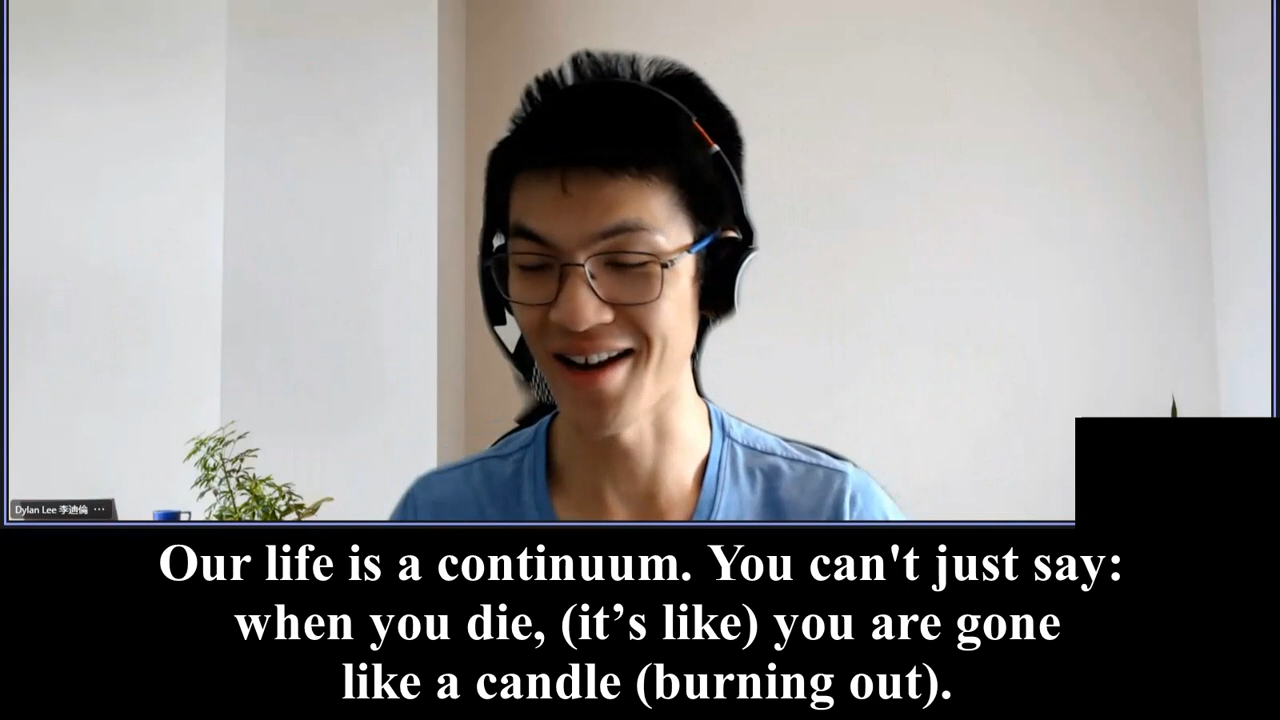 Dylan Lee 李迪倫 ···
Our life is a continuum. You can't just say:
when you die, (it’s like) you are gone
like a candle (burning out).